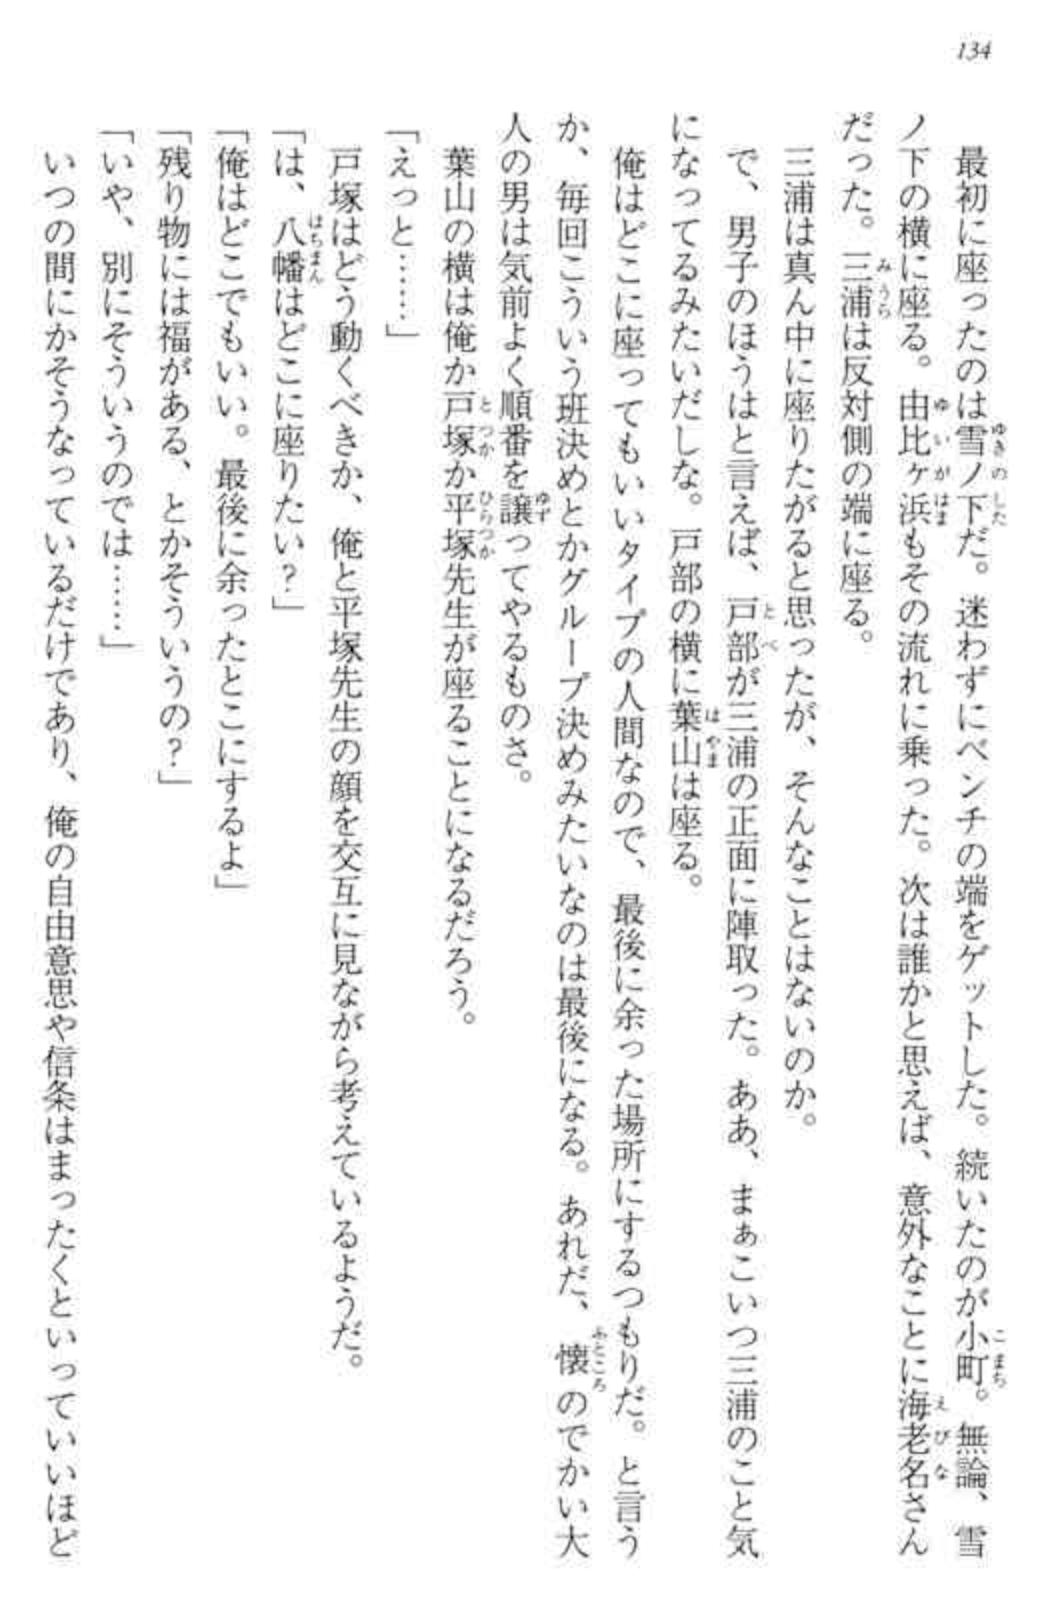 134
　最初に座ったのは雪ノ下だ。迷わずにベンチの端をゲットした。続いたのが小町。無論、雪
ノ下の横に座る。由比ヶ浜もその流れに乗った。次は誰かと思えば、意外なことに海老名さん
だった。三浦は反対側の端に座る。
　三浦は真ん中に座りたがると思ったが、そんなことはないのか。
　で、男子のほうはと言えば、戸部が三浦の正面に陣取った。ああ、まぁこいつ三浦のこと気
になってるみたいだしな。戸部の横に葉山は座る。
　俺はどこに座ってもいいタイプの人間なので、最後に余った場所にするつもりだ。と言う
か、毎回こういう班決めとかグループ決めみたいなのは最後になる。あれだ、懐のでかい大
人の男は気前よく順番を譲ってやるものさ。
　葉山の横は俺か戸塚か平塚先生が座ることになるだろう。
「えっと……」
　戸塚はどう動くべきか、俺と平塚先生の顔を交互に見ながら考えているようだ。
「は、八幡はどこに座りたい？」
「俺はどこでもいい。最後に余ったとこにするよ」
「残り物には福がある、とかそういうの？」
「いや、別にそういうのでは……」
　いつの間にかそうなっているだけであり、俺の自由意思や信条はまったくといっていいほど